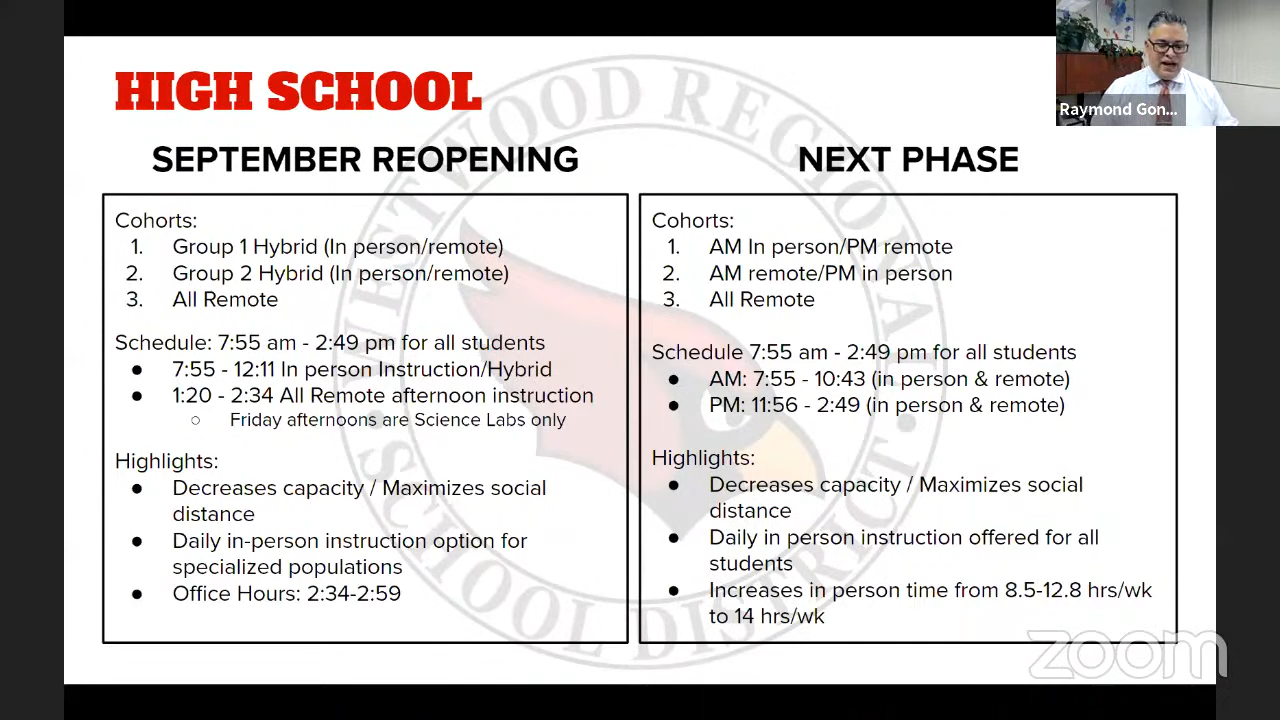 HIGH SCHOOL
SEPTEMBER REOPENING
Cohorts:
1. Group 1 Hybrid (In person/remote)
2. Group 2 Hybrid (In person/remote)
3. All Remote
Schedule: 7:55 am - 2:49 pm for all students
● 7:55 - 12:11 In person Instruction/Hybrid
● 1:20 - 2:34 All Remote afternoon instruction
○ Friday afternoons are Science Labs only
Highlights:
● Decreases capacity / Maximizes social
distance
● Daily in-person instruction option for
specialized populations
● Office Hours: 2:34-2:59
NEXT PHASE
Cohorts:
1. AM In person/PM remote
2. AM remote/PM in person
3. All Remote
Schedule 7:55 am - 2:49 pm for all students
● AM: 7:55 - 10:43 (in person & remote)
● PM: 11:56 - 2:49 (in person & remote)
Highlights:
● Decreases capacity / Maximizes social
distance
● Daily in person instruction offered for all
students
● Increases in person time from 8.5-12.8 hrs/wk
to 14 hrs/wk
WESTWOOD REGIONAL
SCHOOL DISTRICT
Raymond Gon...
zoom